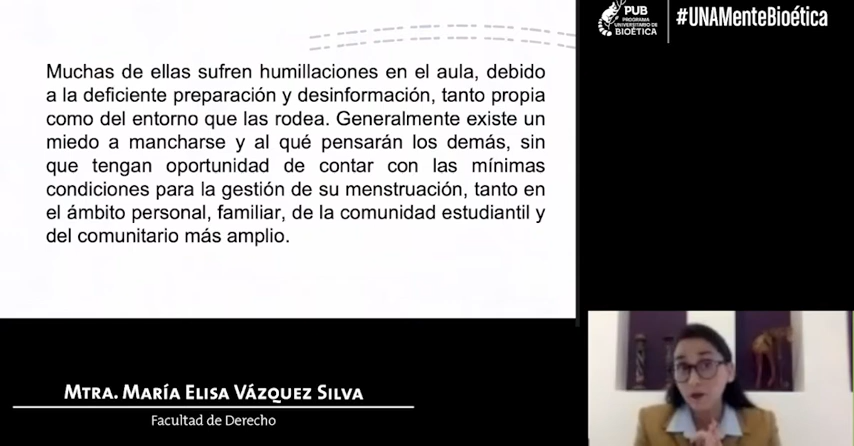 PUB
PROGRAMA
UNIVERSITARIO DE
BIOÉTICA
#UNAMenteBioética
Muchas de ellas sufren humillaciones en el aula, debido
a la deficiente preparación y desinformación, tanto propia
como del entorno que las rodea. Generalmente existe un
miedo a mancharse y al qué pensarán los demás, sin
que tengan oportunidad de contar con las mínimas
condiciones para la gestión de su menstruación, tanto en
el ámbito personal, familiar, de la comunidad estudiantil y
del comunitario más amplio.
Mtra. María Elisa Vázquez Silva
Facultad de Derecho